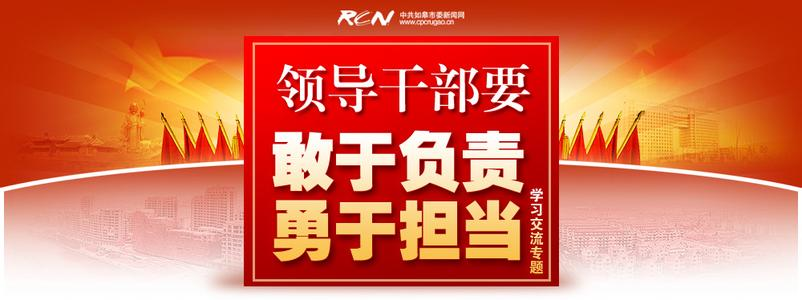 RCN
中共如皋市委新闻网
www.cpcrugao.cn
领导干部要
敢于负责
勇于担当
学习交流专题